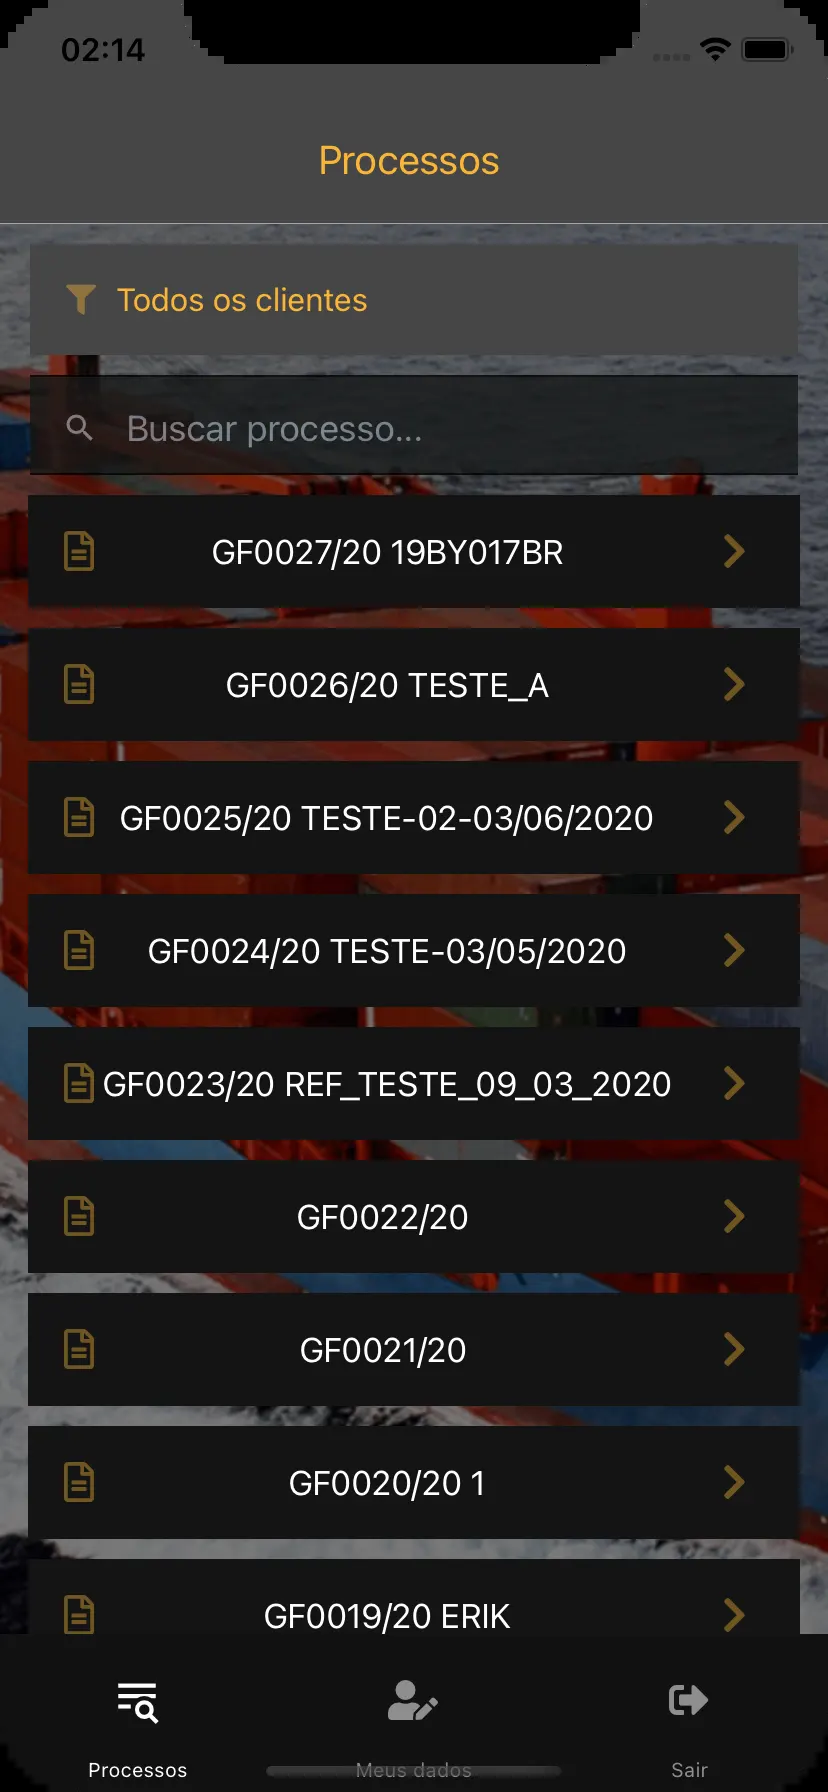 02:14
Processos
Todos os clientes
Buscar processo...
GF0027/20 19BY017BR
GF0026/20 TESTE_A
GF0025/20 TESTE-02-03/06/2020
GF0024/20 TESTE-03/05/2020
GF0023/20 REF_TESTE_09_03_2020
GF0022/20
GF0021/20
GF0020/20 1
GF0019/20 ERIK
Processos
Meus dados
Sair